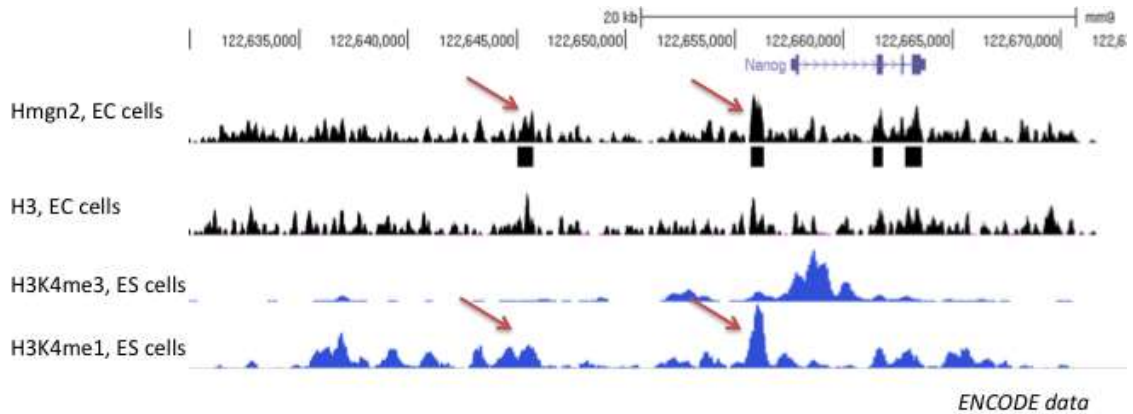 20 kb mm9
122,635,000 122,640,000 122,645,000 122,650,000 122,655,000 122,660,000 122,665,000 122,670,000 122,6
Nanog
Hmgn2, EC cells
H3, EC cells
H3K4me3, ES cells
H3K4me1, ES cells
ENCODE data